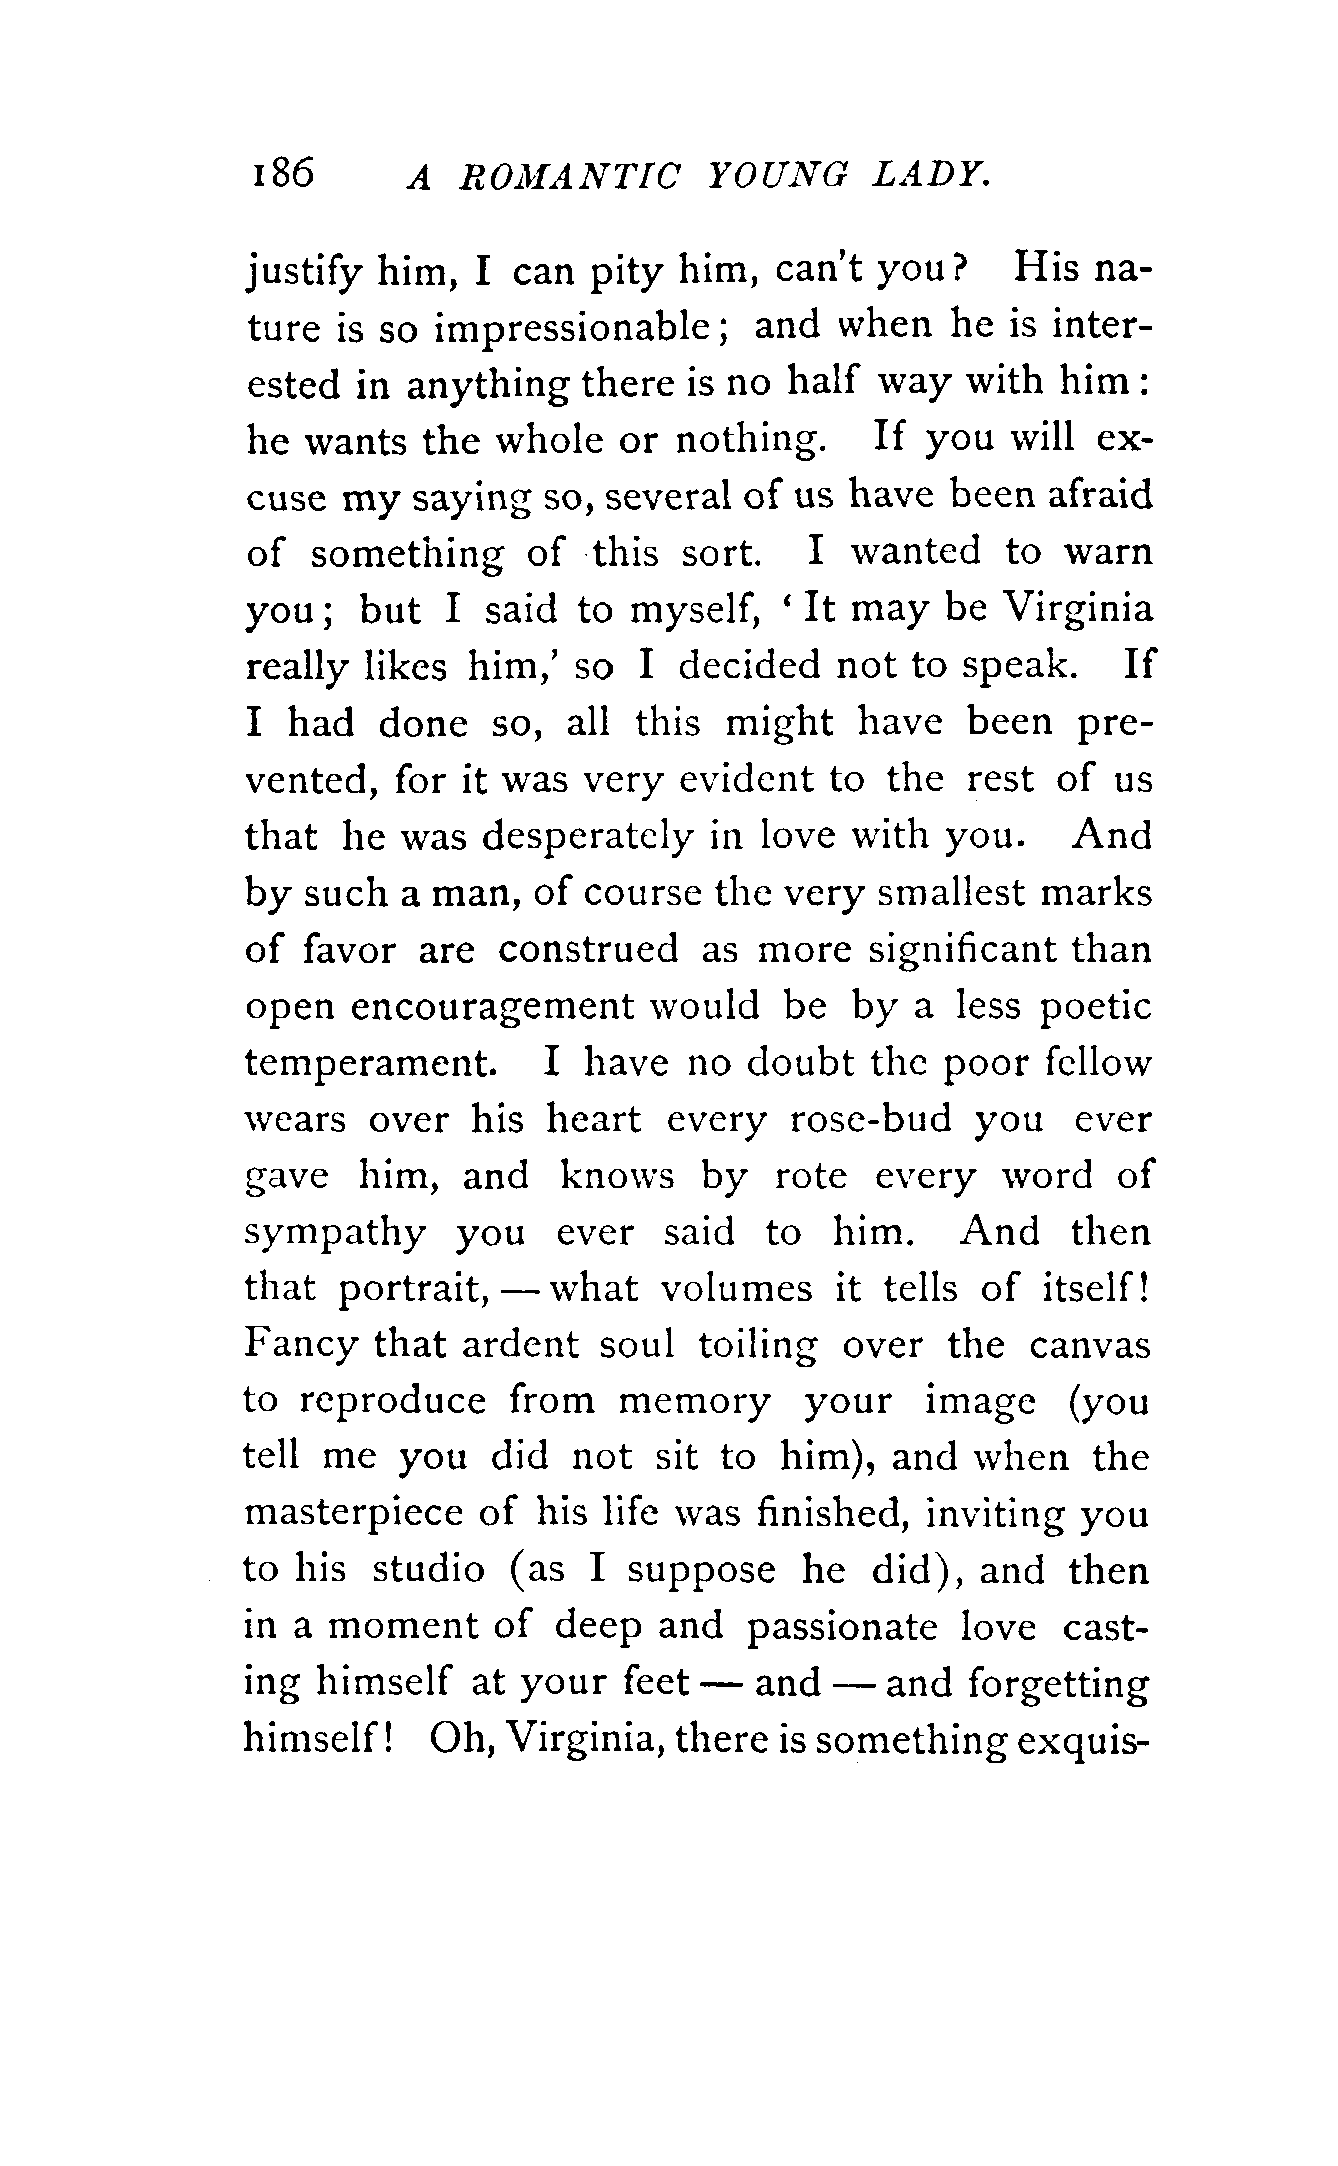 186 A ROMANTIC YOUNG LADY.
justify him, I can pity him, can't you? His na-
ture is so impressionable; and when he is inter-
ested in anything there is no half way with him:
he wants the whole or nothing. If you will ex-
cuse my saying so, several of us have been afraid
of something of this sort. I wanted to warn
you; but I said to myself, ‘It may be Virginia
really likes him,’ so I decided not to speak. If
I had done so, all this might have been pre-
vented, for it was very evident to the rest of us
that he was desperately in love with you. And
by such a man, of course the very smallest marks
of favor are construed as more significant than
open encouragement would be by a less poetic
temperament. I have no doubt the poor fellow
wears over his heart every rose-bud you ever
gave him, and knows by rote every word of
sympathy you ever said to him. And then
that portrait, — what volumes it tells of itself!
Fancy that ardent soul toiling over the canvas
to reproduce from memory your image (you
tell me you did not sit to him), and when the
masterpiece of his life was finished, inviting you
to his studio (as I suppose he did), and then
in a moment of deep and passionate love cast-
ing himself at your feet — and — and forgetting
himself! Oh, Virginia, there is something exquis-